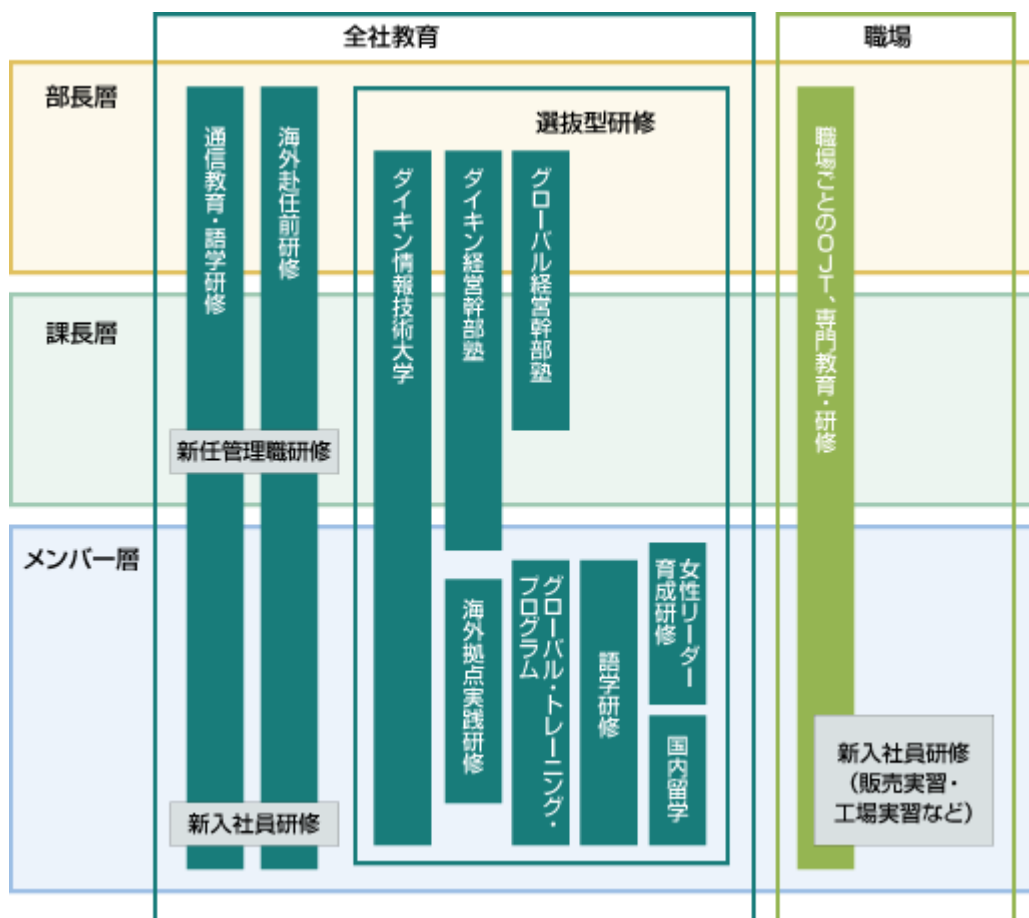 全社教育
職場
部長層
選抜型研修
通信教育・語学研修
海外赴任前研修
ダイキン情報技術大学
ダイキン経営幹部塾
グローバル経営幹部塾
職場ごとのOJT、専門教育・研修
課長層
新任管理職研修
メンバー層
海外拠点実践研修
グローバル・トレーニング・
プログラム
語学研修
女性リーダー
育成研修
国内留学
新入社員研修
新入社員研修
（販売実習・
工場実習など）